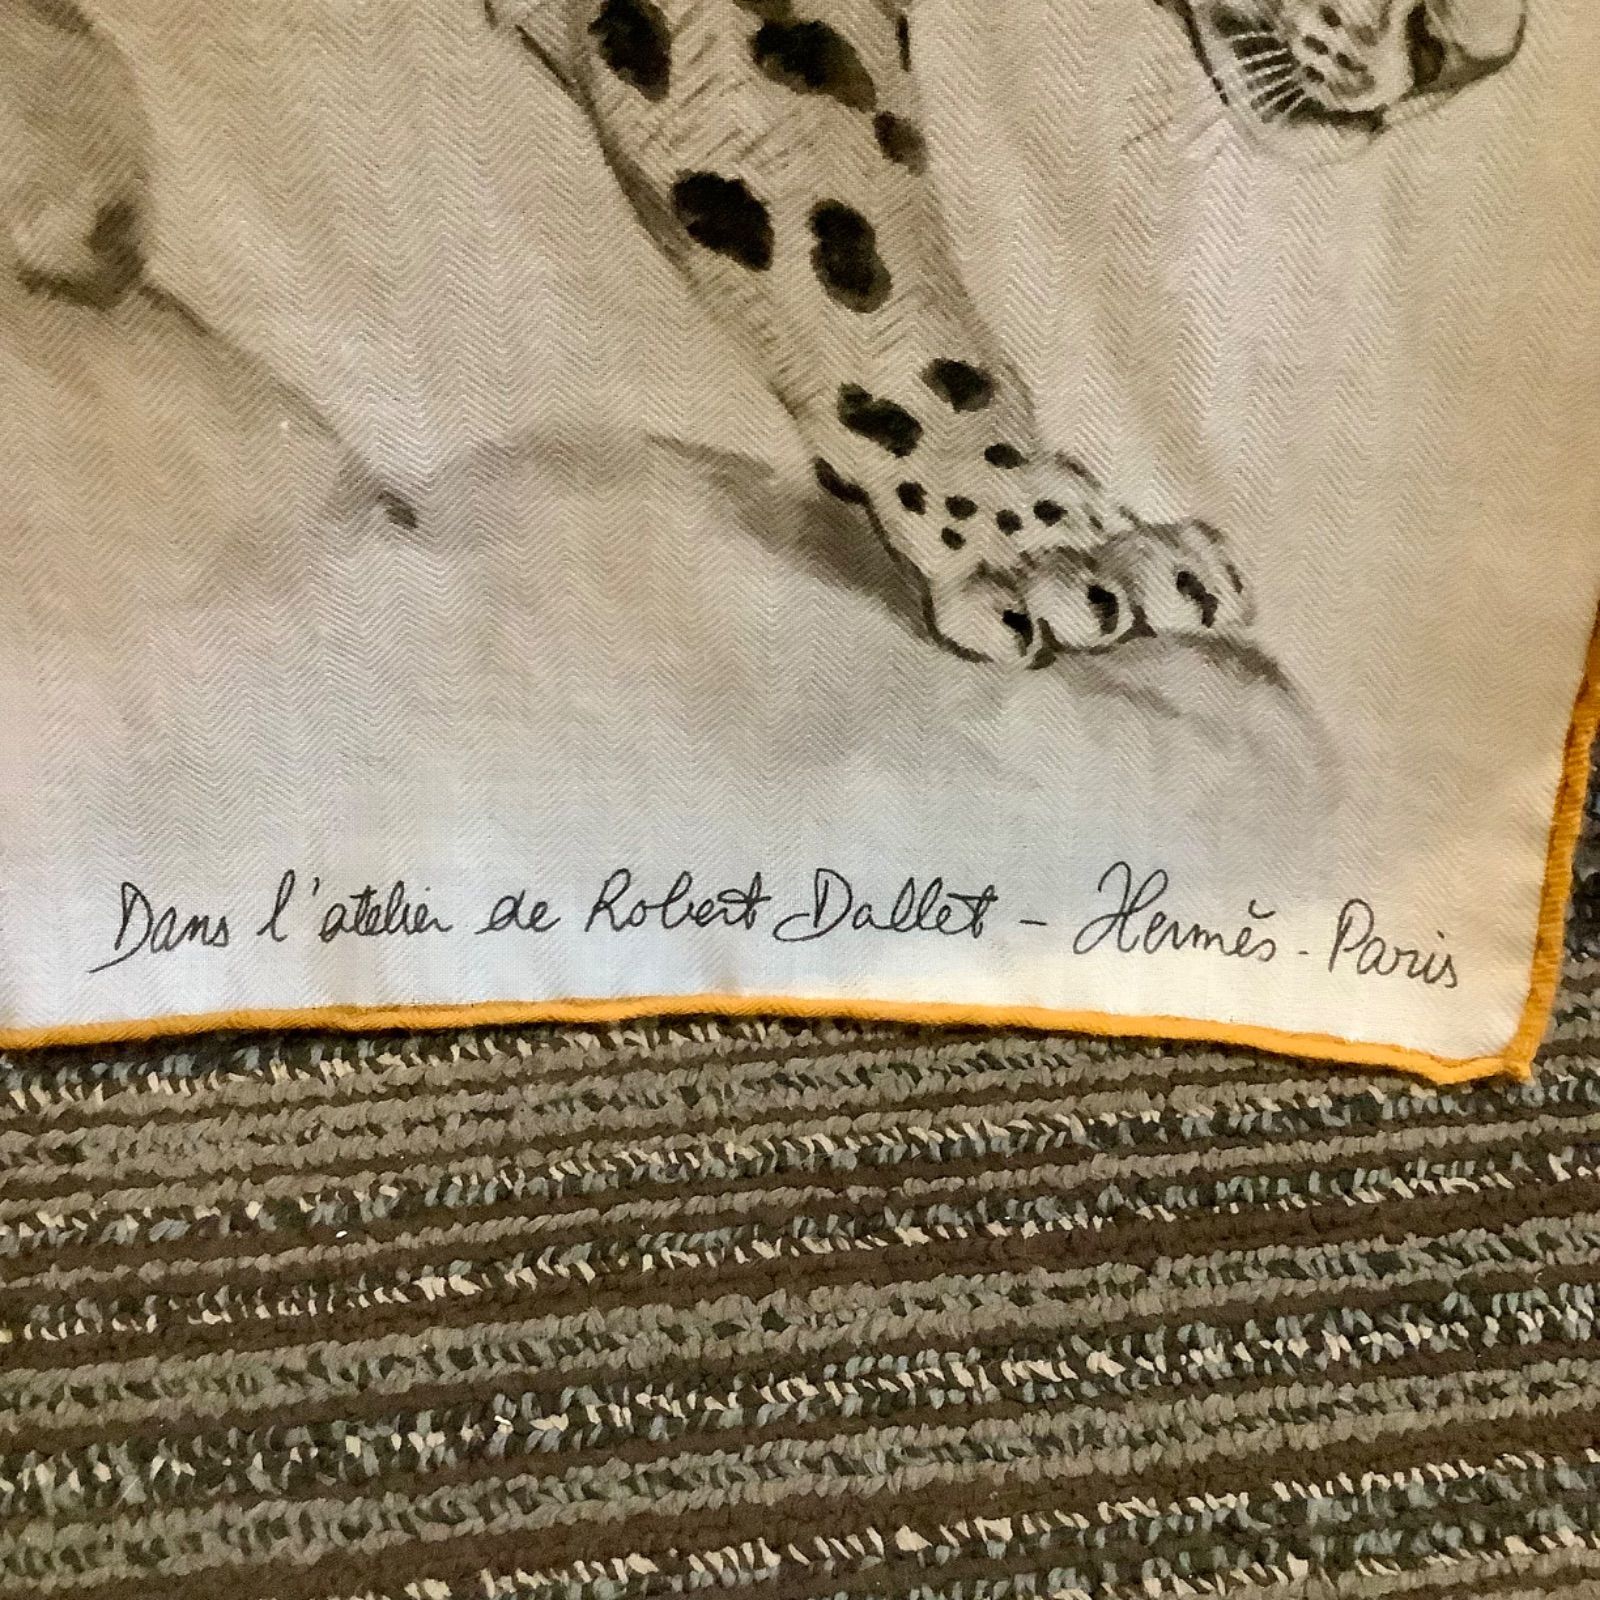 Dans l'atelier de Robert Dallet - Hermès - Paris